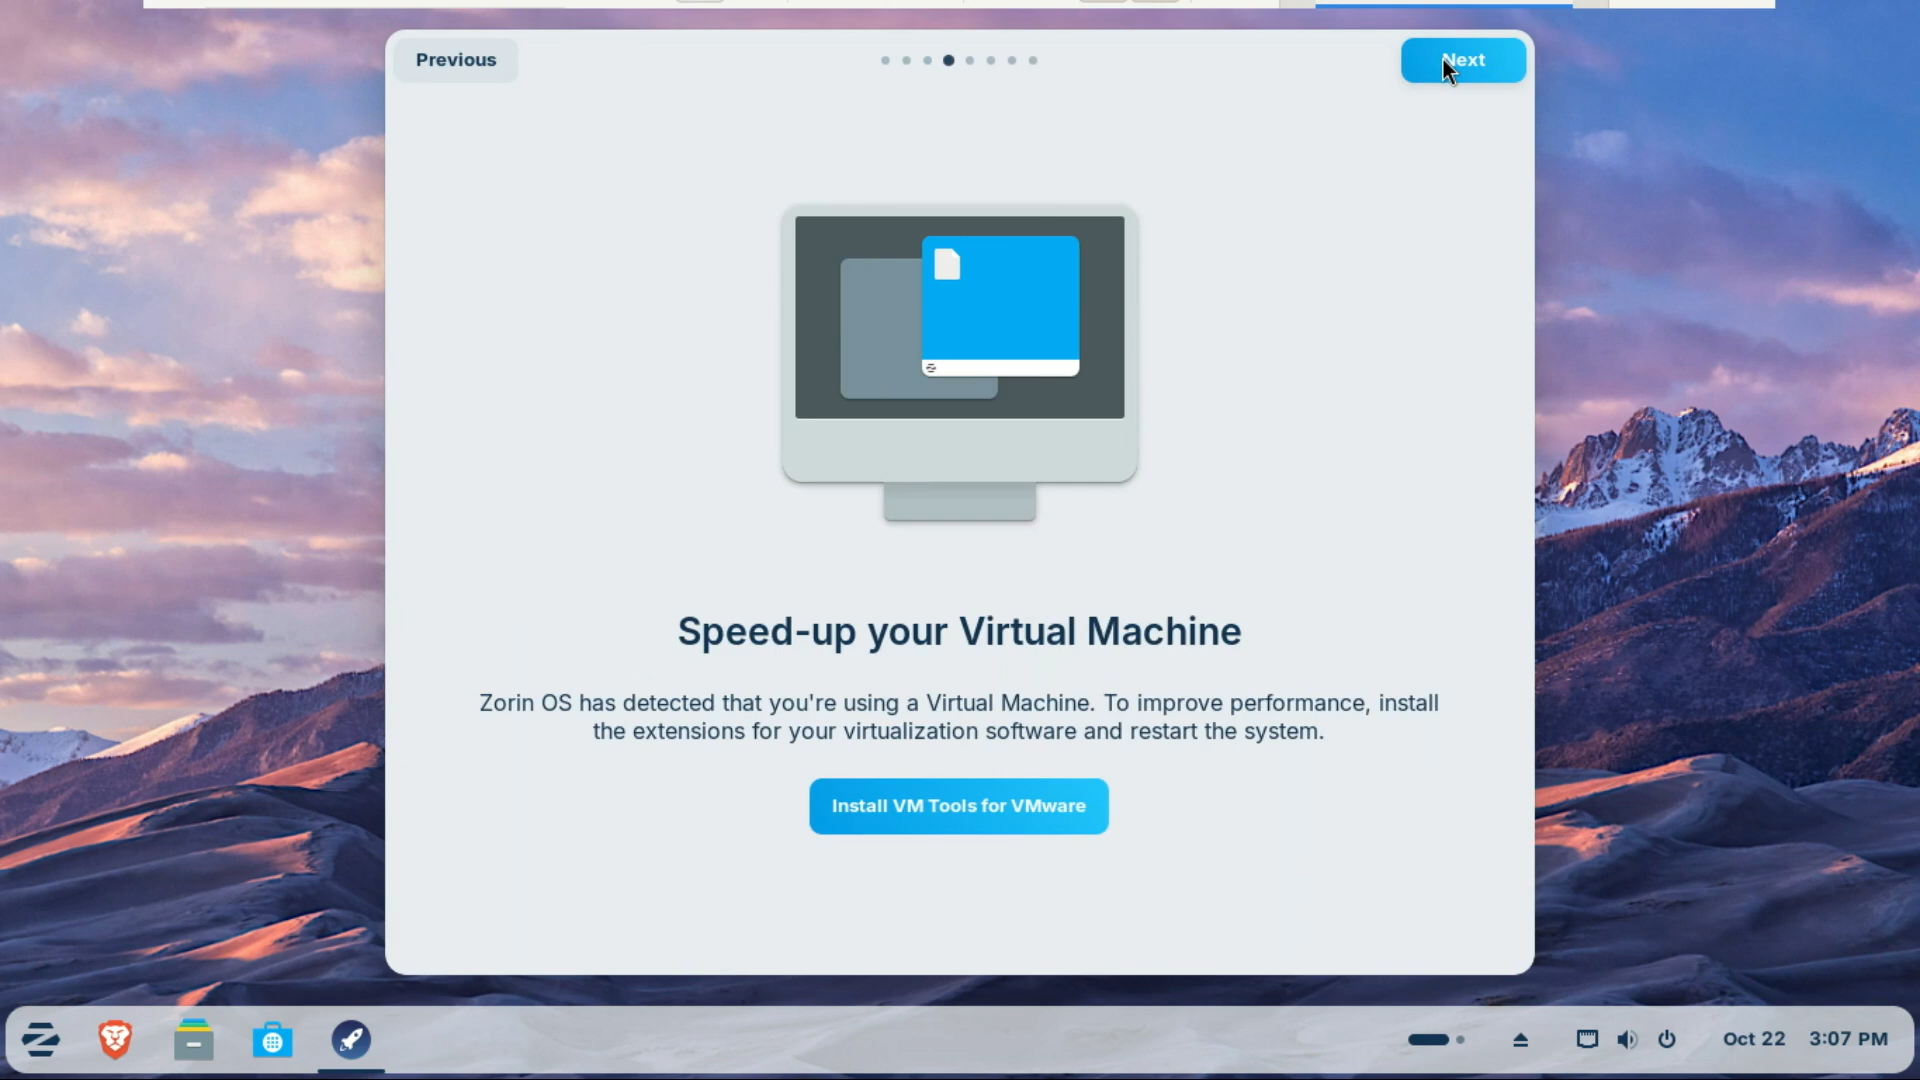 Previous
Next
Speed-up your Virtual Machine
Zorin OS has detected that you're using a Virtual Machine. To improve performance, install
the extensions for your virtualization software and restart the system.
Install VM Tools for VMware
Oct 22 3:07 PM